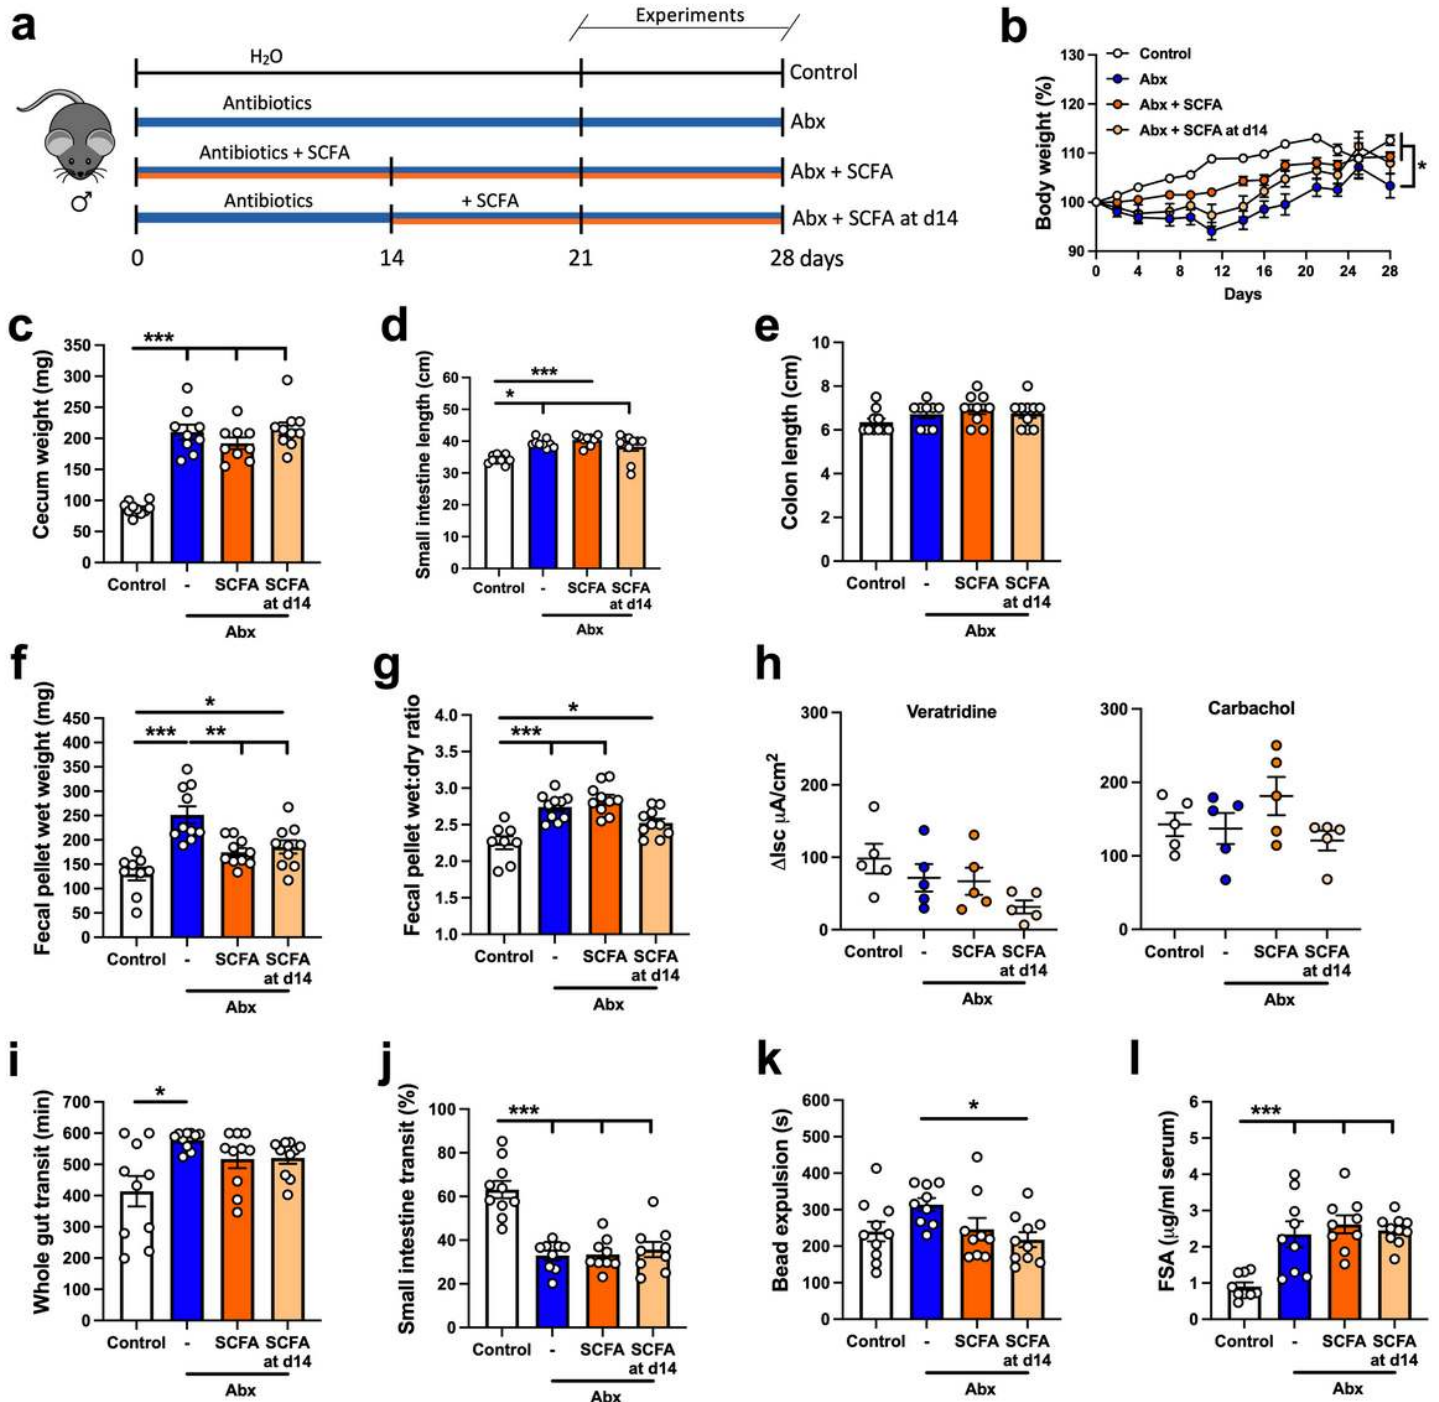 a
Experiments
H₂O
Control
Antibiotics
Abx
Antibiotics + SCFA
Abx + SCFA
♂
Antibiotics
+ SCFA
Abx + SCFA at d14
0 14 21 28 days
b
Body weight (%)
130
120
110
100
90
Control
Abx
Abx + SCFA
Abx + SCFA at d14
*
0 4 8 12 16 20 24 28
Days
c
Cecum weight (mg)
350
300
250
200
150
100
50
0
***
Control - SCFA SCFA
at d14
Abx
d
Small intestine length (cm)
60
50
40
30
20
10
0
***
*
Control - SCFA SCFA
at d14
Abx
e
Colon length (cm)
10
8
6
4
2
0
Control - SCFA SCFA
at d14
Abx
f
Fecal pellet wet weight (mg)
450
400
350
300
250
200
150
100
50
0
*
*** **
Control - SCFA SCFA
at d14
Abx
g
Fecal pellet wet:dry ratio
4.0
3.5
3.0
2.5
2.0
1.5
1.0
*
***
Control - SCFA SCFA
at d14
Abx
h
ΔIsc μA/cm²
Veratridine
300
200
100
0
Control - SCFA SCFA
at d14
Abx
Carbachol
300
200
100
0
Control - SCFA SCFA
at d14
Abx
i
Whole gut transit (min)
700
600
500
400
300
200
100
0
*
Control - SCFA SCFA
at d14
Abx
j
Small intestine transit (%)
100
80
60
40
20
0
***
Control - SCFA SCFA
at d14
Abx
k
Bead expulsion (s)
600
500
400
300
200
100
0
*
Control - SCFA SCFA
at d14
Abx
l
FSA (μg/ml serum)
6
5
4
3
2
1
0
***
Control - SCFA SCFA
at d14
Abx